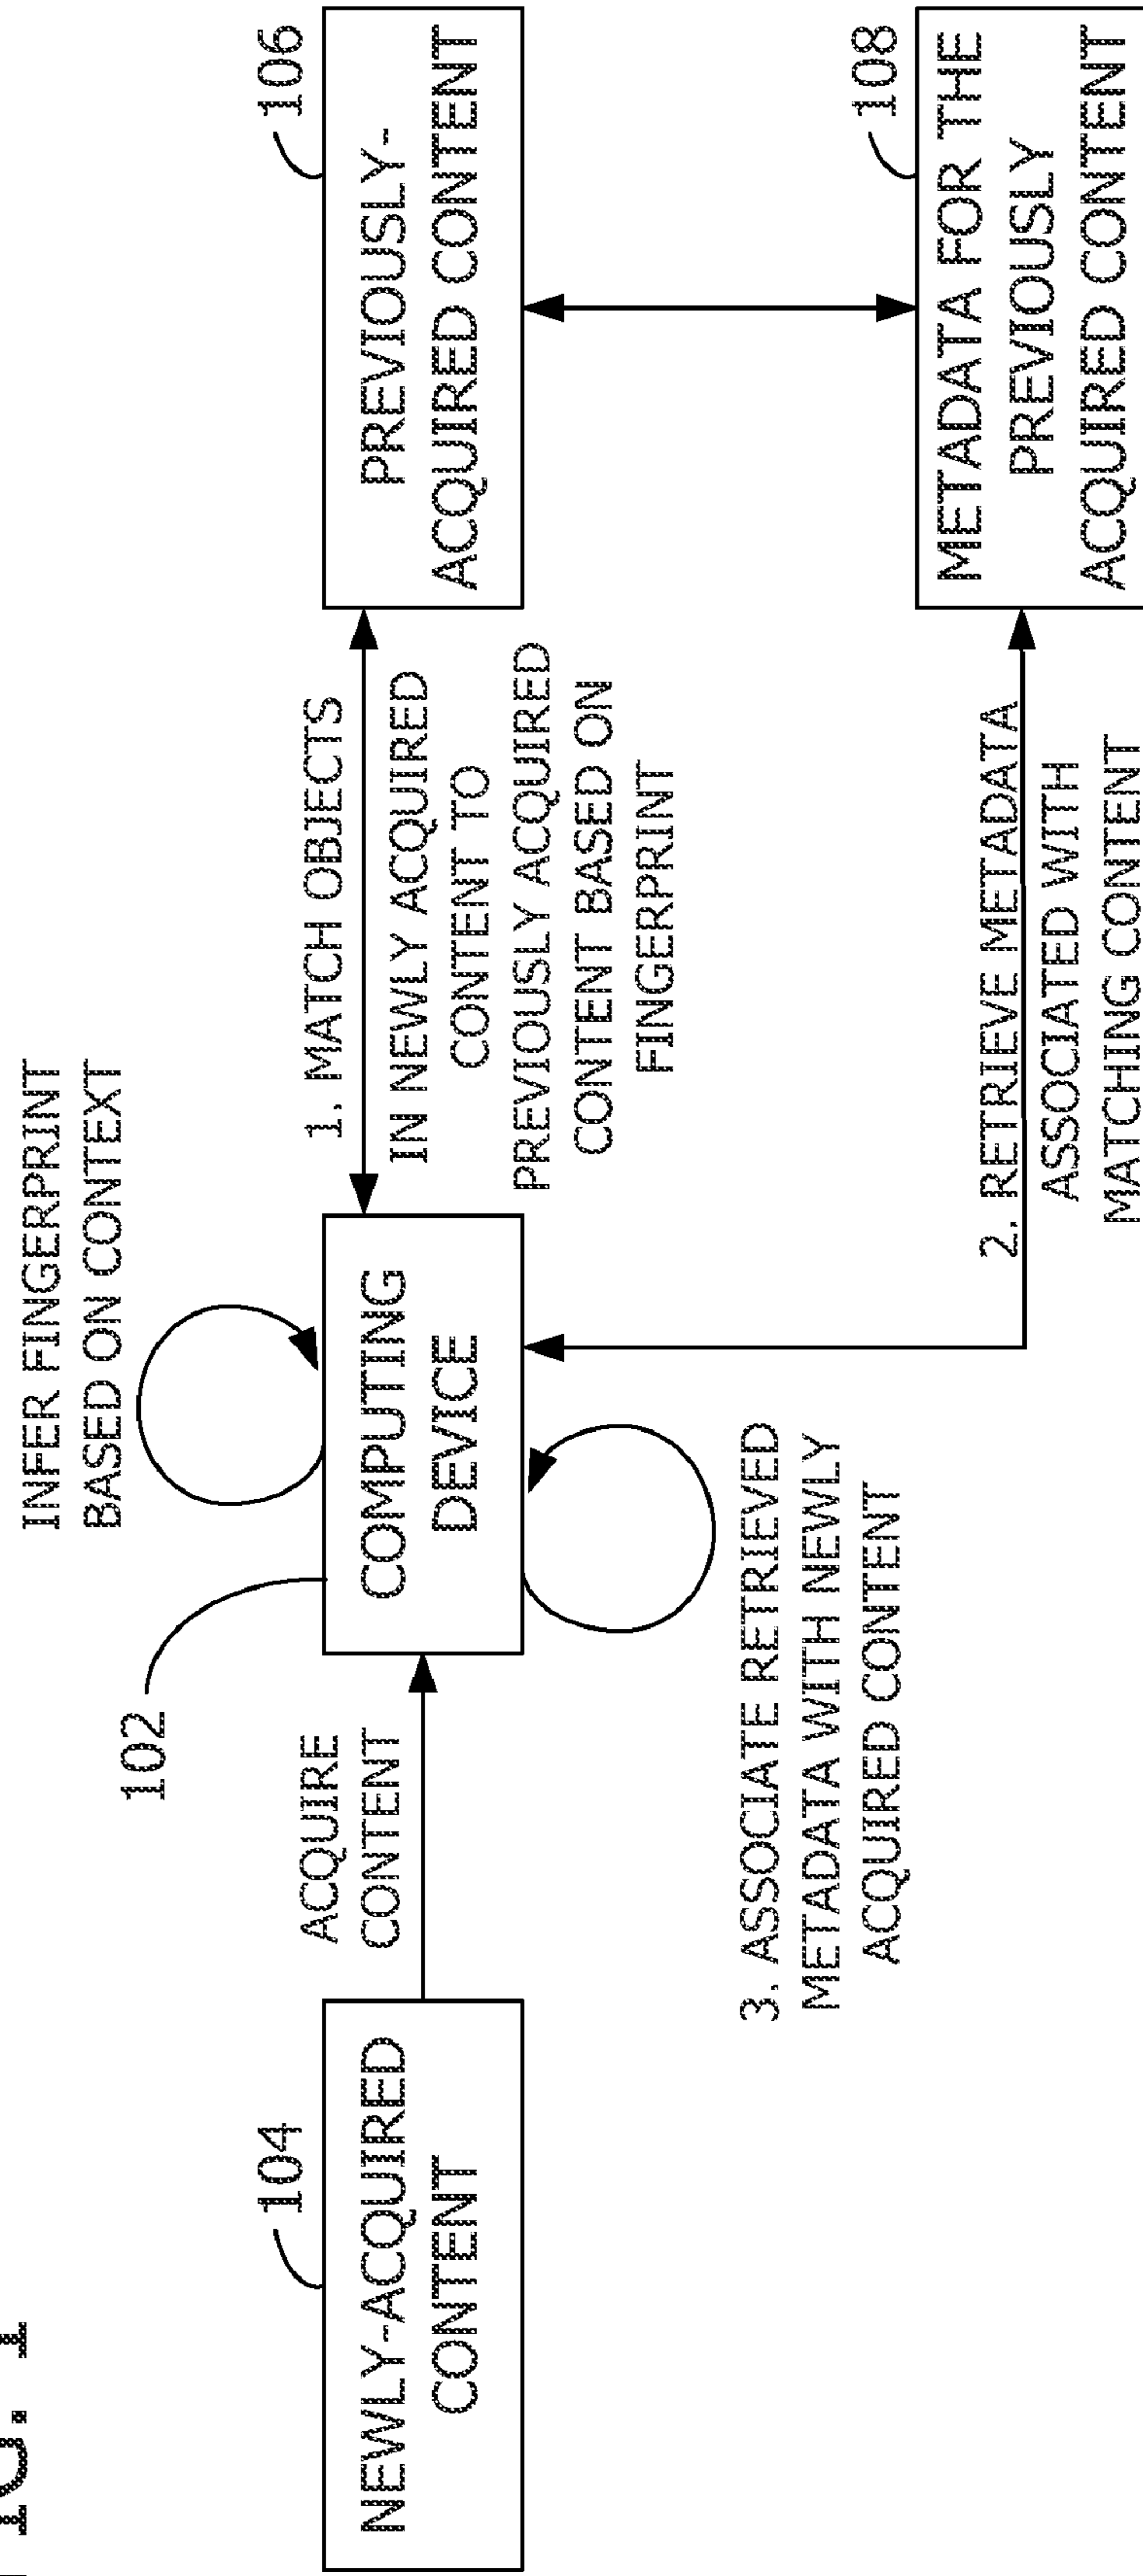 INFER FINGERPRINT
BASED ON CONTEXT
102
104
106
NEWLY-ACQUIRED
CONTENT
ACQUIRE
CONTENT
COMPUTING
DEVICE
1. MATCH OBJECTS
IN NEWLY ACQUIRED
CONTENT TO
PREVIOUSLY ACQUIRED
CONTENT BASED ON
FINGERPRINT
PREVIOUSLY-
ACQUIRED CONTENT
3. ASSOCIATE RETRIEVED
METADATA WITH NEWLY
ACQUIRED CONTENT
2. RETRIEVE METADATA
ASSOCIATED WITH
MATCHING CONTENT
108
METADATA FOR THE
PREVIOUSLY
ACQUIRED CONTENT